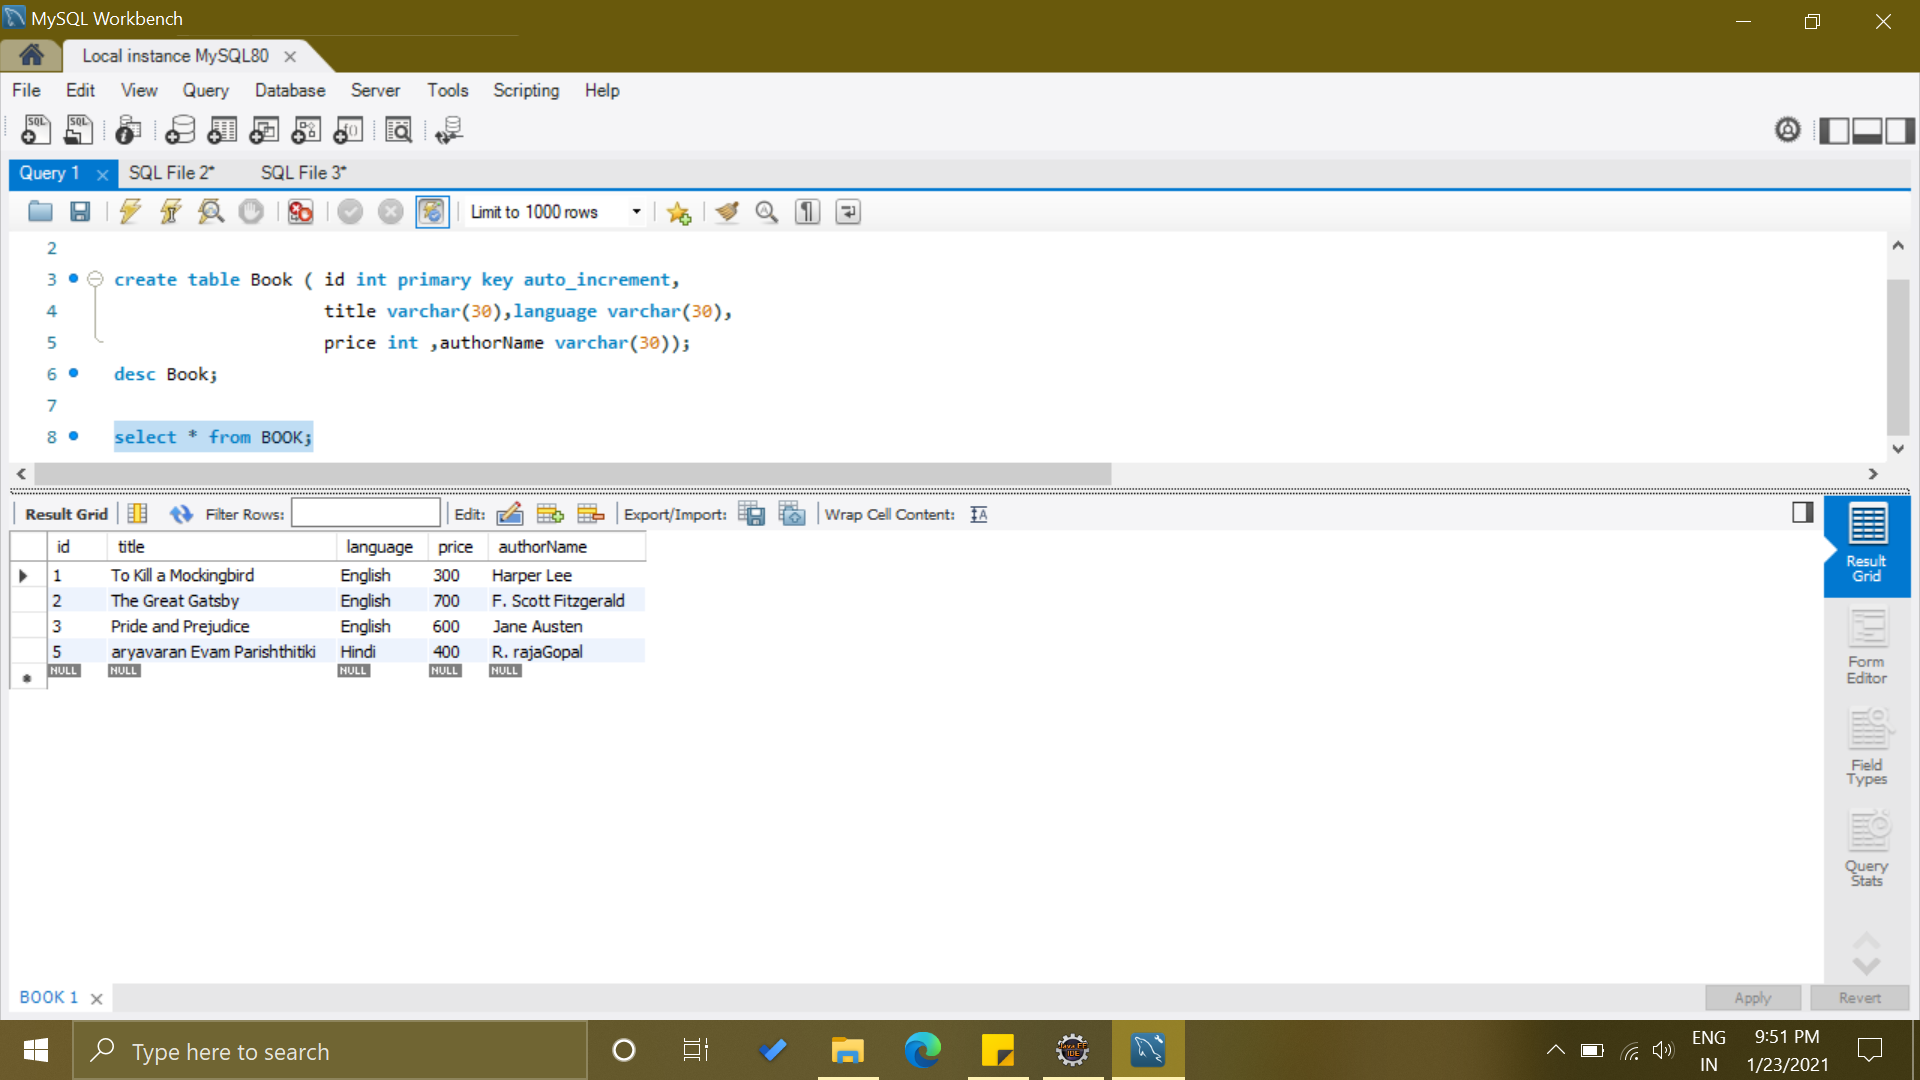 MySQL Workbench
Local instance MySQL80
File Edit View Query Database Server Tools Scripting Help
Query 1 SQL File 2* SQL File 3*
Limit to 1000 rows
2
3 create table Book ( id int primary key auto_increment,
4 title varchar(30),language varchar(30),
5 price int ,authorName varchar(30));
6 desc Book;
7
8 select * from BOOK;
Result Grid Filter Rows: Edit: Export/Import: Wrap Cell Content:
id title language price authorName
1 To Kill a Mockingbird English 300 Harper Lee
2 The Great Gatsby English 700 F. Scott Fitzgerald
3 Pride and Prejudice English 600 Jane Austen
5 aryavaran Evam Parishthitiki Hindi 400 R. rajaGopal
NULL NULL NULL NULL NULL
Result
Grid
Form
Editor
Field
Types
Query
Stats
BOOK 1
Apply Revert
Type here to search
ENG
IN
9:51 PM
1/23/2021